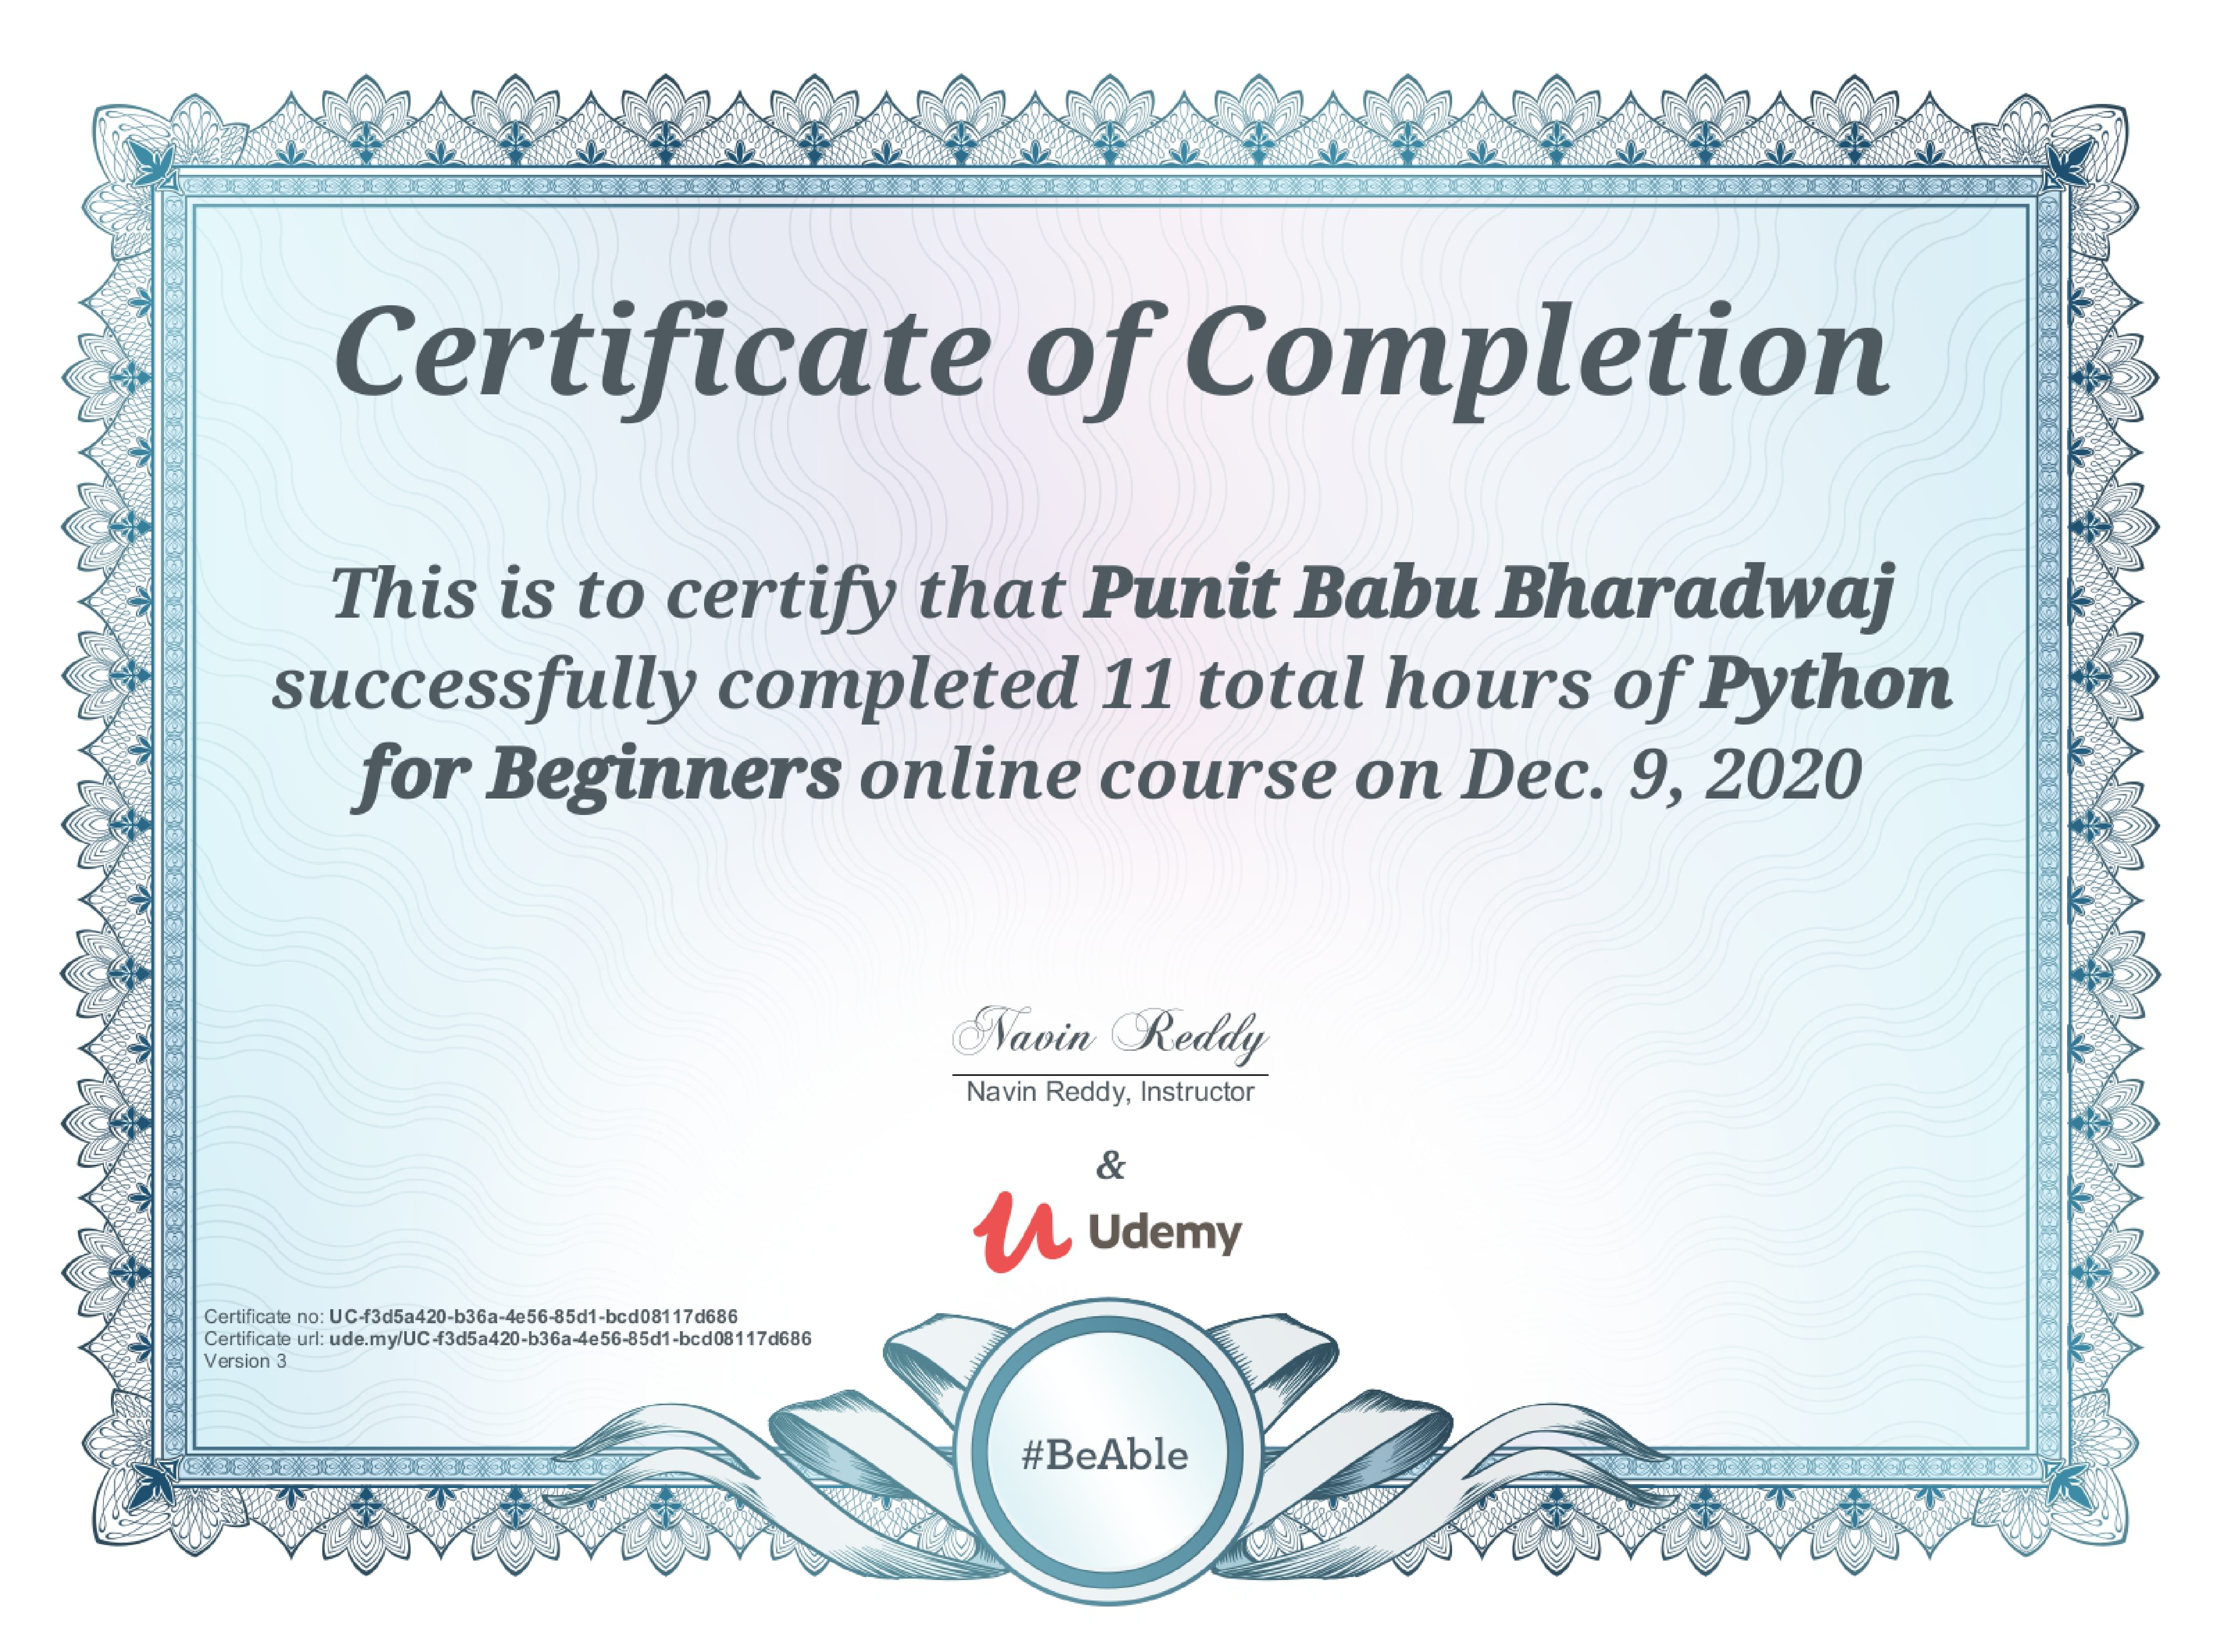 Certificate of Completion
This is to certify that Punit Babu Bharadwaj
successfully completed 11 total hours of Python
for Beginners online course on Dec. 9, 2020
Navin Reddy
Navin Reddy, Instructor
&
Udemy
Certificate no: UC-f3d5a420-b36a-4e56-85d1-bcd08117d686
Certificate url: ude.my/UC-f3d5a420-b36a-4e56-85d1-bcd08117d686
Version 3
#BeAble